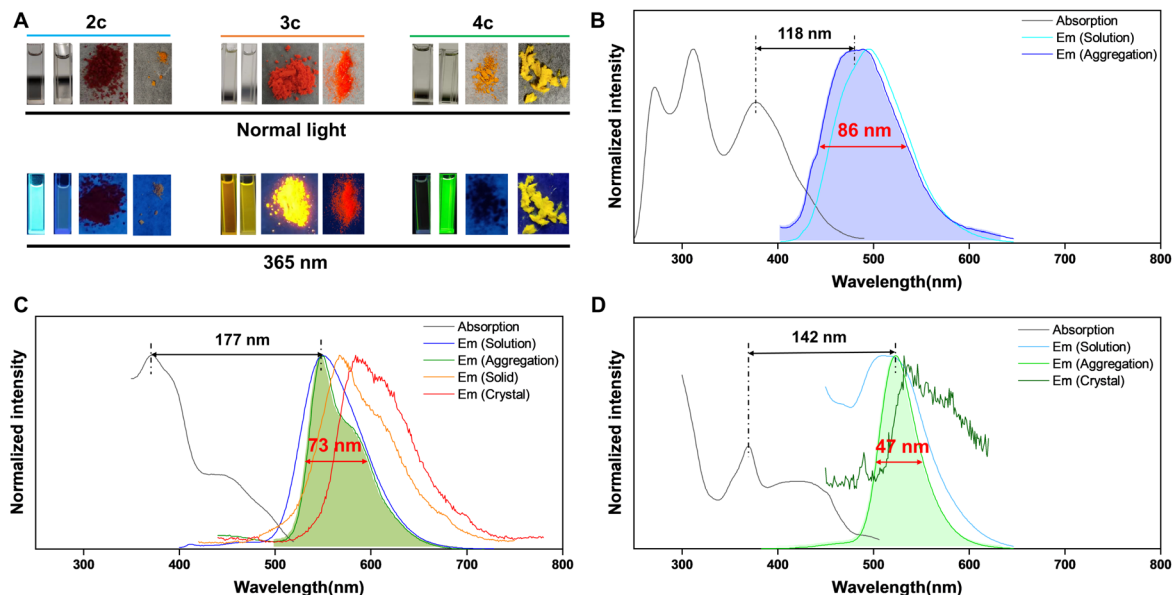 A
2c 3c 4c
Normal light
365 nm
B
Normalized intensity
118 nm
86 nm
Absorption
Em (Solution)
Em (Aggregation)
300 400 500 600 700 800
Wavelength(nm)
C
Normalized intensity
177 nm
73 nm
Absorption
Em (Solution)
Em (Aggregation)
Em (Solid)
Em (Crystal)
300 400 500 600 700 800
Wavelength(nm)
D
Normalized intensity
142 nm
47 nm
Absorption
Em (Solution)
Em (Aggregation)
Em (Crystal)
300 400 500 600 700 800
Wavelength(nm)